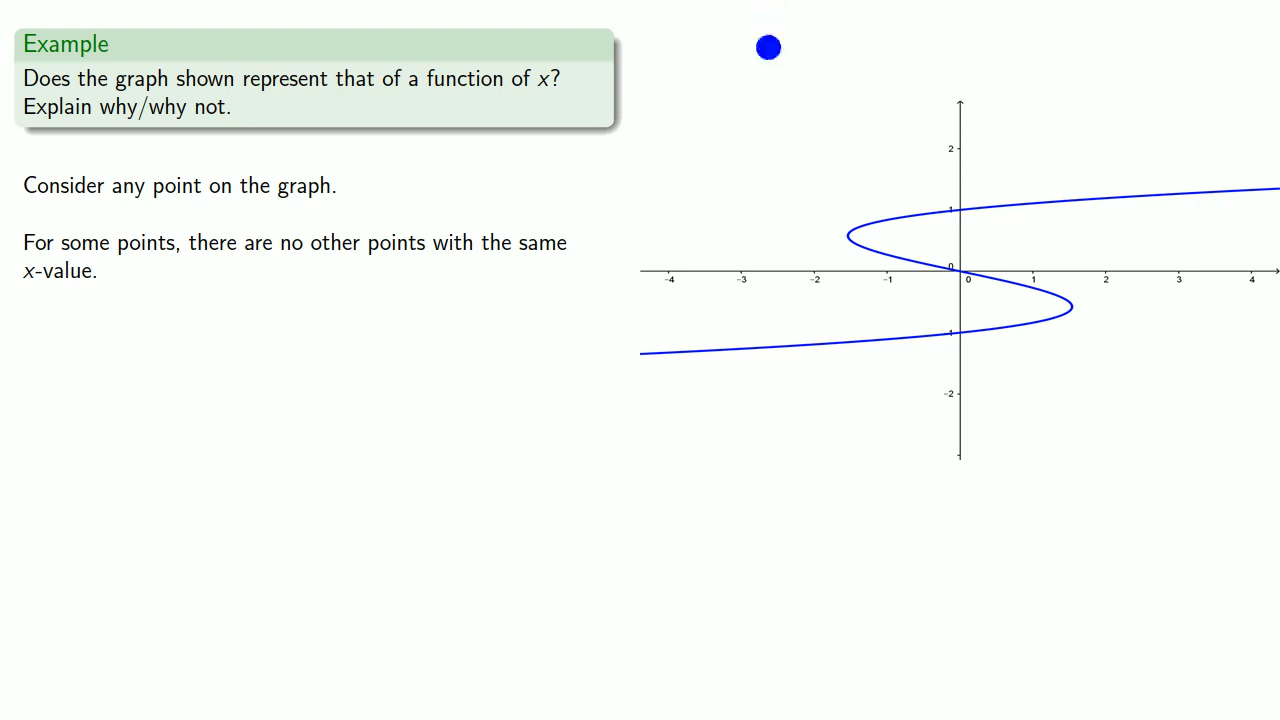 Example
Does the graph shown represent that of a function of x?
Explain why/why not.
Consider any point on the graph.
For some points, there are no other points with the same
x-value.
2
1
0
−4 −3 −2 −1 0 1 2 3 4
−1
−2